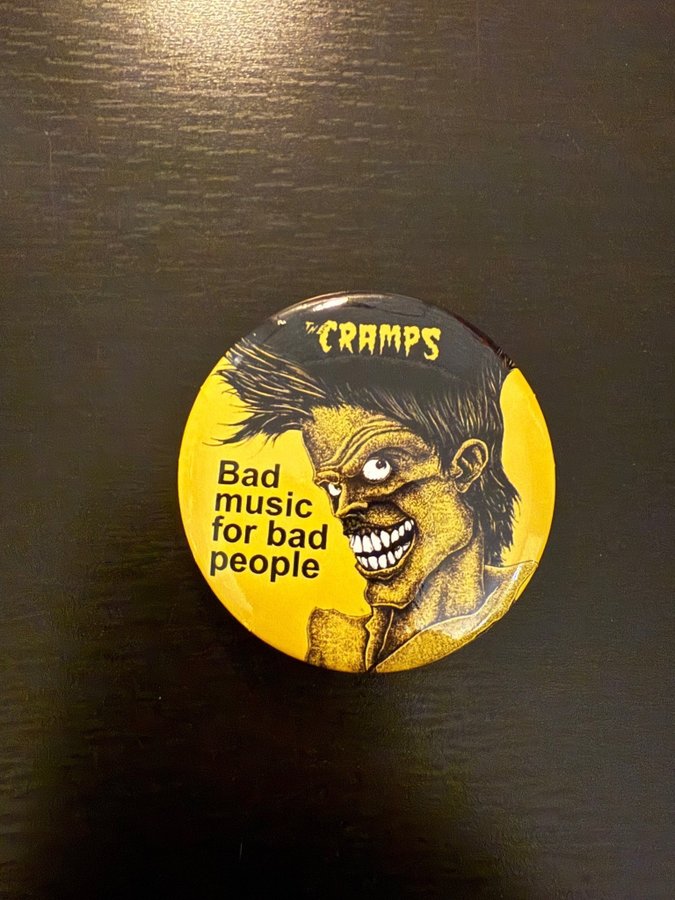 THE CRAMPS
Bad
music
for bad
people